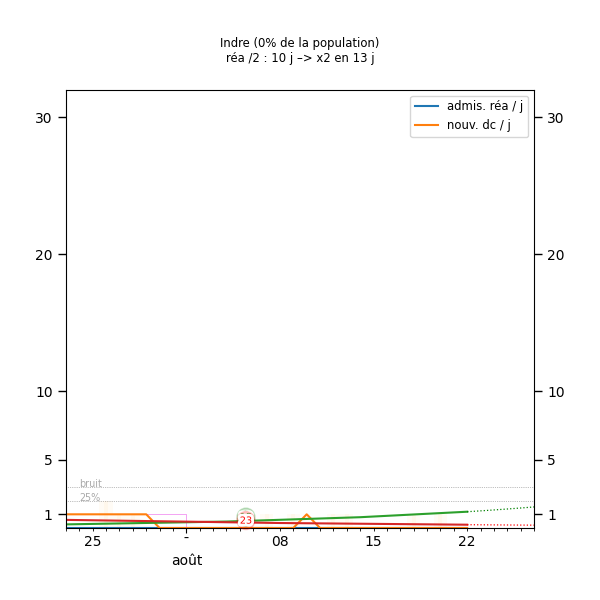 Indre (0% de la population)
réa /2 : 10 j –> x2 en 13 j
admis. réa / j
nouv. dc / j
30 30
20 20
10 10
5 5
bruit
25%
1 23 1
25 - 08 15 22
août